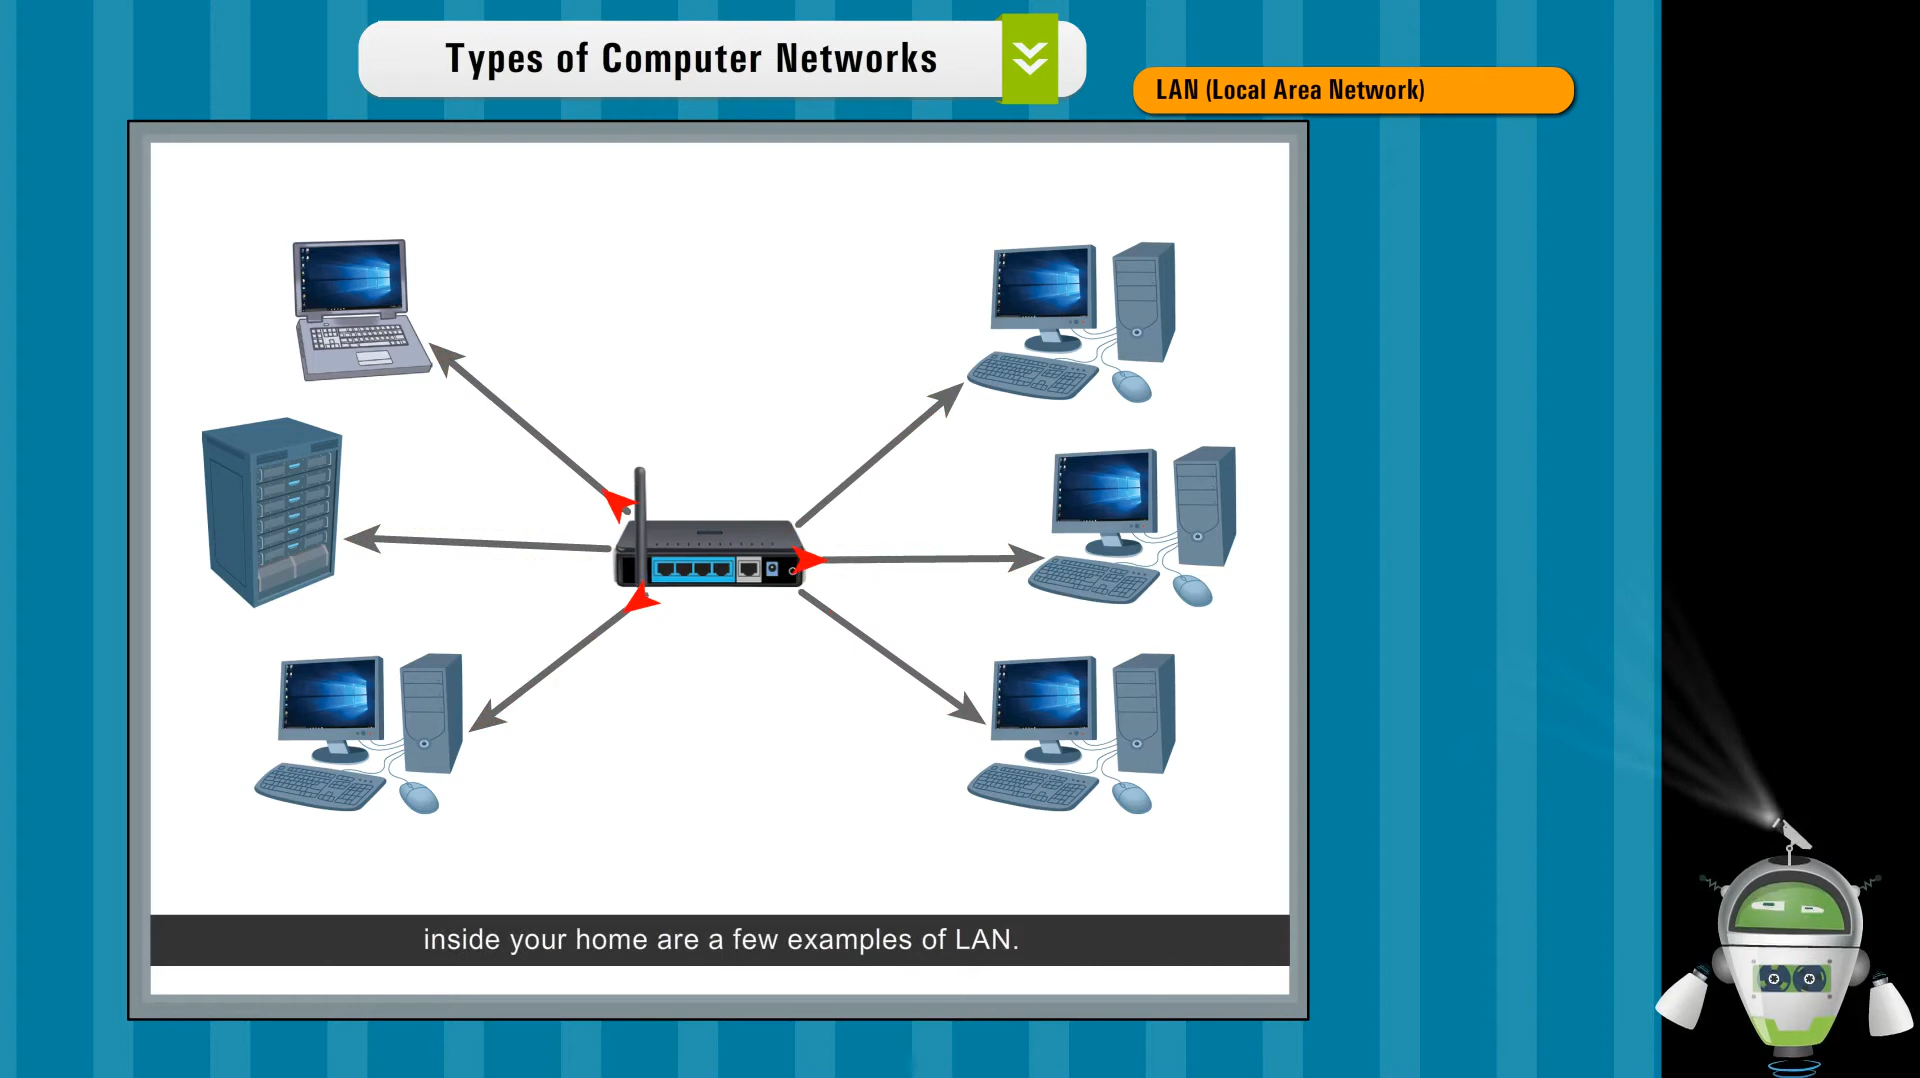 Types of Computer Networks
LAN (Local Area Network)
inside your home are a few examples of LAN.